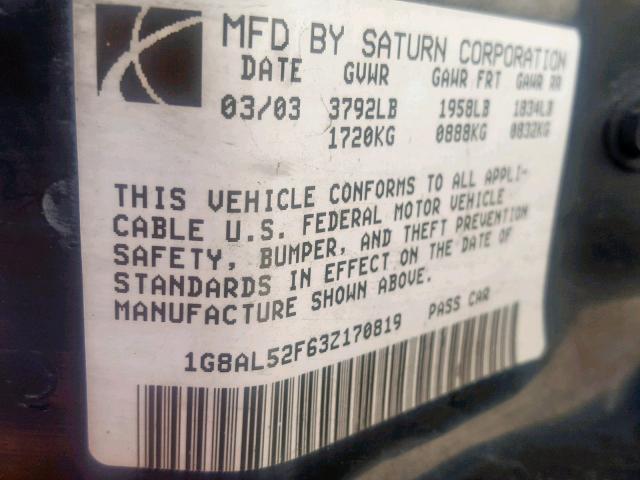 MFD BY SATURN CORPORATION
DATE GVWR GAWR FRT GAWR RR
03/03 3792LB 1958LB 1834LB
1720KG 0888KG 0832KG
THIS VEHICLE CONFORMS TO ALL APPLI-
CABLE U.S. FEDERAL MOTOR VEHICLE
SAFETY, BUMPER, AND THEFT PREVENTION
STANDARDS IN EFFECT ON THE DATE OF
MANUFACTURE SHOWN ABOVE.
1G8AL52F63Z170819 PASS CAR